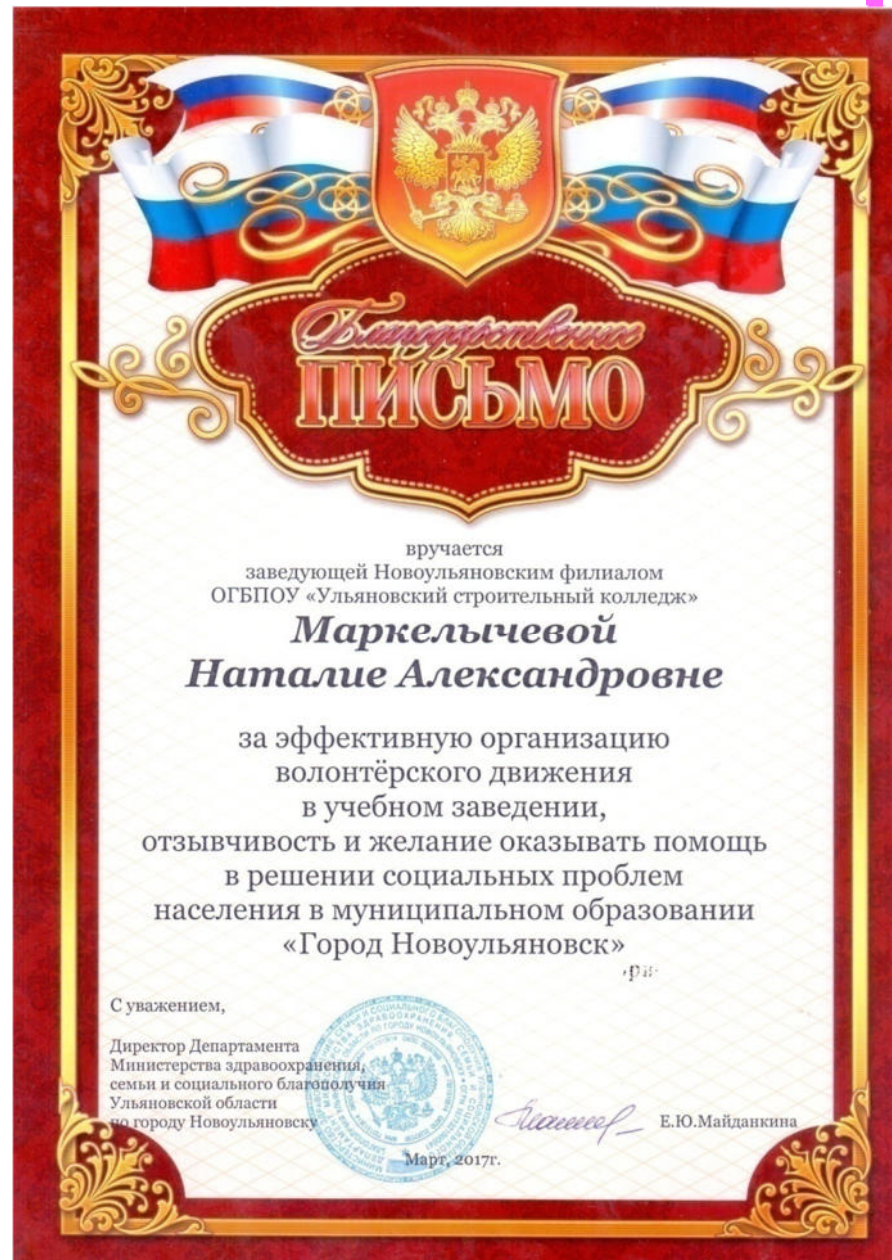 Благодарственное
ПИСЬМО
вручается
заведующей Новоульяновским филиалом
ОГБПОУ «Ульяновский строительный колледж»
Маркелычевой
Наталие Александровне
за эффективную организацию
волонтёрского движения
в учебном заведении,
отзывчивость и желание оказывать помощь
в решении социальных проблем
населения в муниципальном образовании
«Город Новоульяновск»
С уважением,
Директор Департамента
Министерства здравоохранения,
семьи и социального благополучия
Ульяновской области
по городу Новоульяновску
Е.Ю.Майданкина
Март, 2017г.